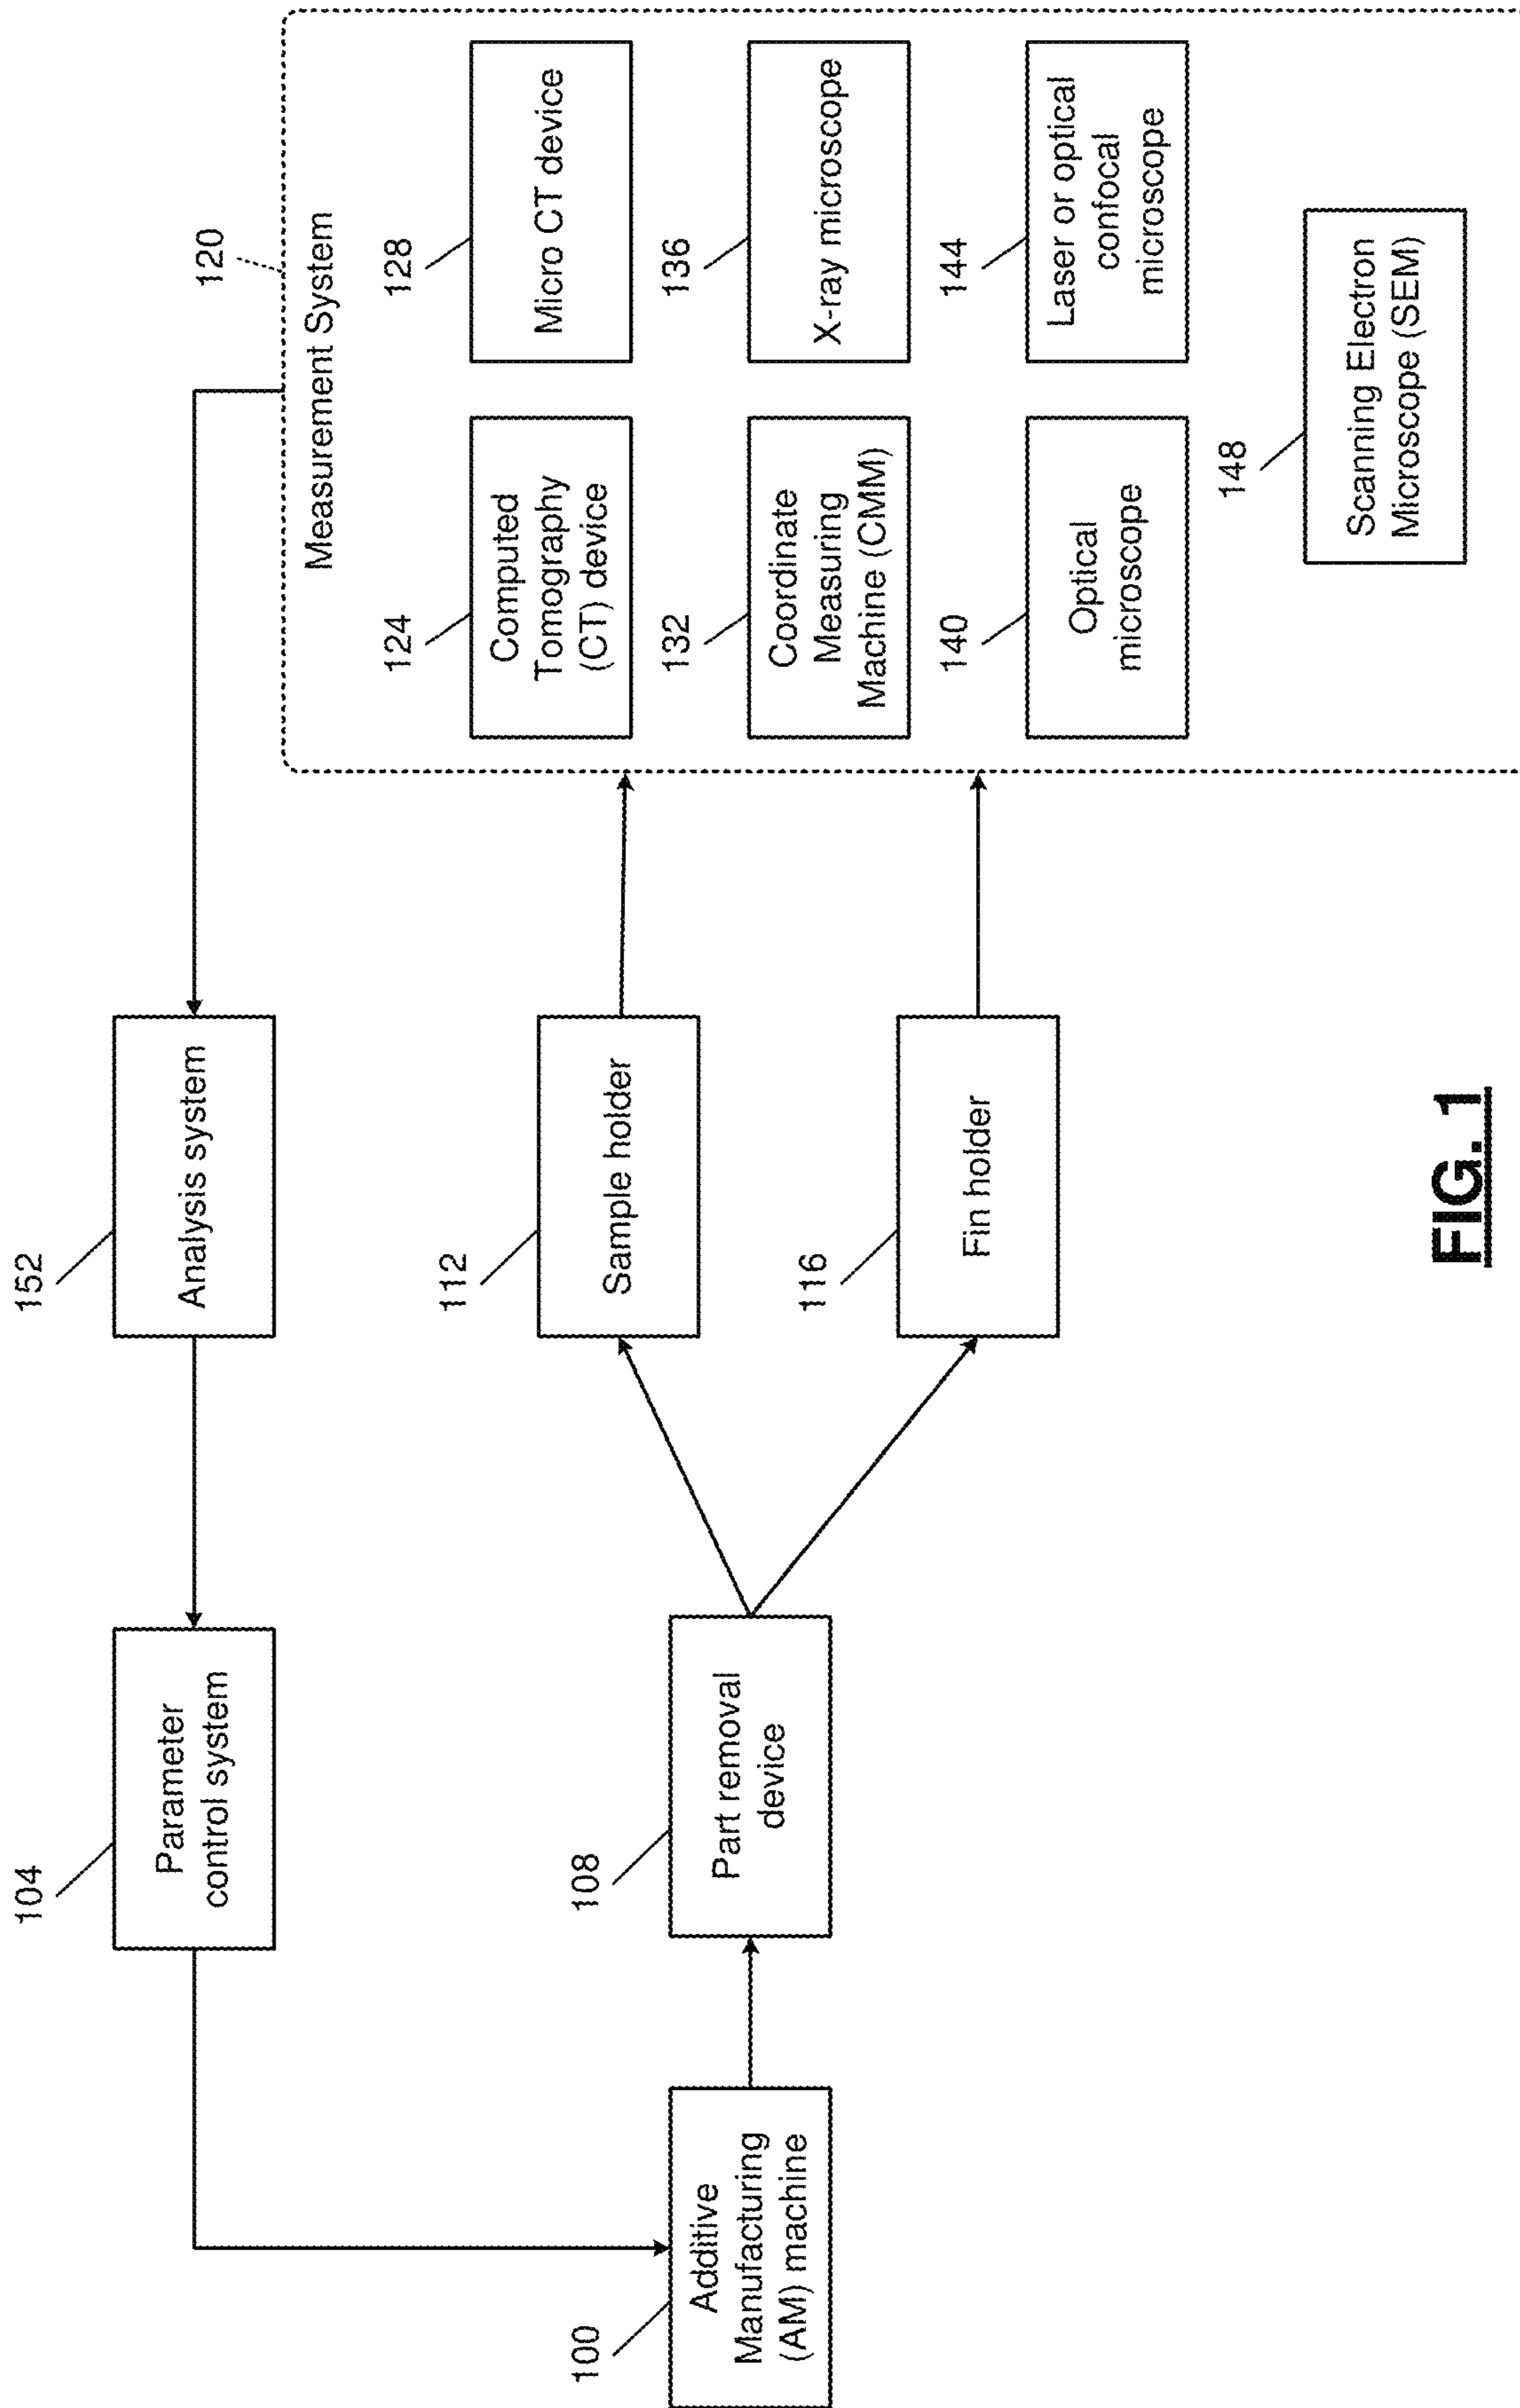 104
Parameter
control system
152
Analysis system
120
Measurement System
100
Additive
Manufacturing
(AM) machine
108
Part removal
device
112
Sample holder
116
Fin holder
124
Computed
Tomography
(CT) device
128
Micro CT device
132
Coordinate
Measuring
Machine (CMM)
136
X-ray microscope
140
Optical
microscope
144
Laser or optical
confocal
microscope
148
Scanning Electron
Microscope (SEM)
FIG. 1